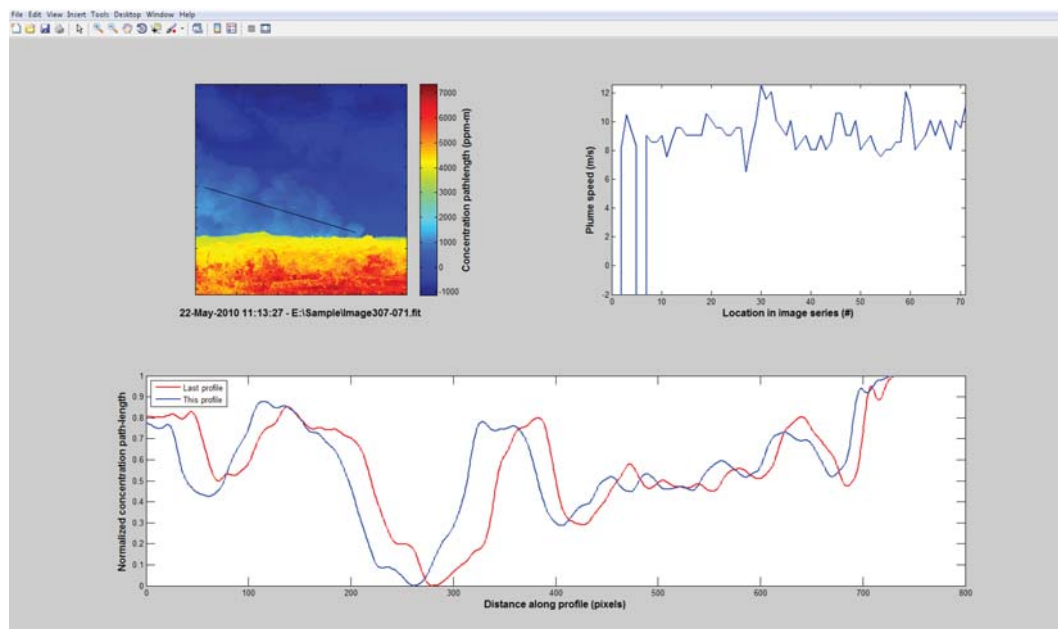 File Edit View Insert Tools Desktop Window Help
7000
6000
5000
4000
3000
2000
1000
0
-1000
Concentration pathlength (ppm-m)
22-May-2010 11:13:27 - E:\Sample\Image307-071.fit
12
10
8
6
4
2
0
-2
Plume speed (m/s)
0 10 20 30 40 50 60 70
Location in image series (#)
1
0.9
0.8
0.7
0.6
0.5
0.4
0.3
0.2
0.1
0
Normalized concentration path-length
Last profile
This profile
0 100 200 300 400 500 600 700 800
Distance along profile (pixels)